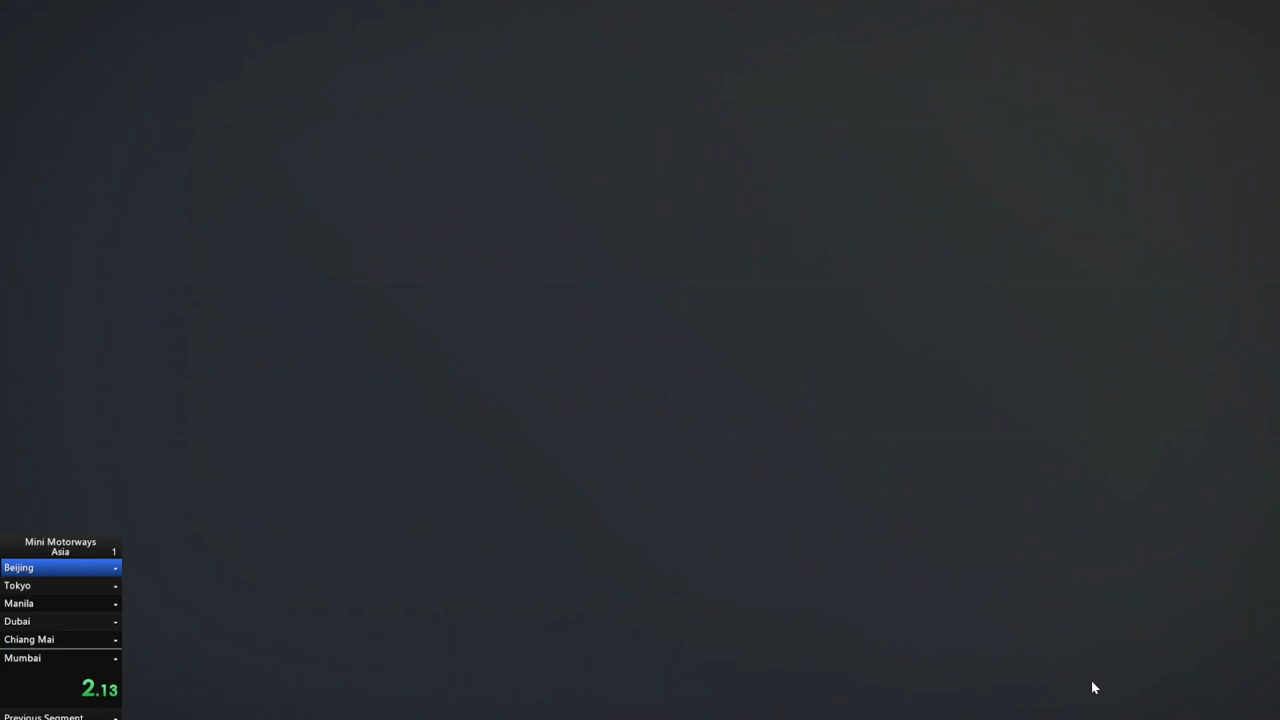 Mini Motorways
Asia 1
Beijing -
Tokyo -
Manila -
Dubai -
Chiang Mai -
Mumbai -
2.13
Previous Segment -